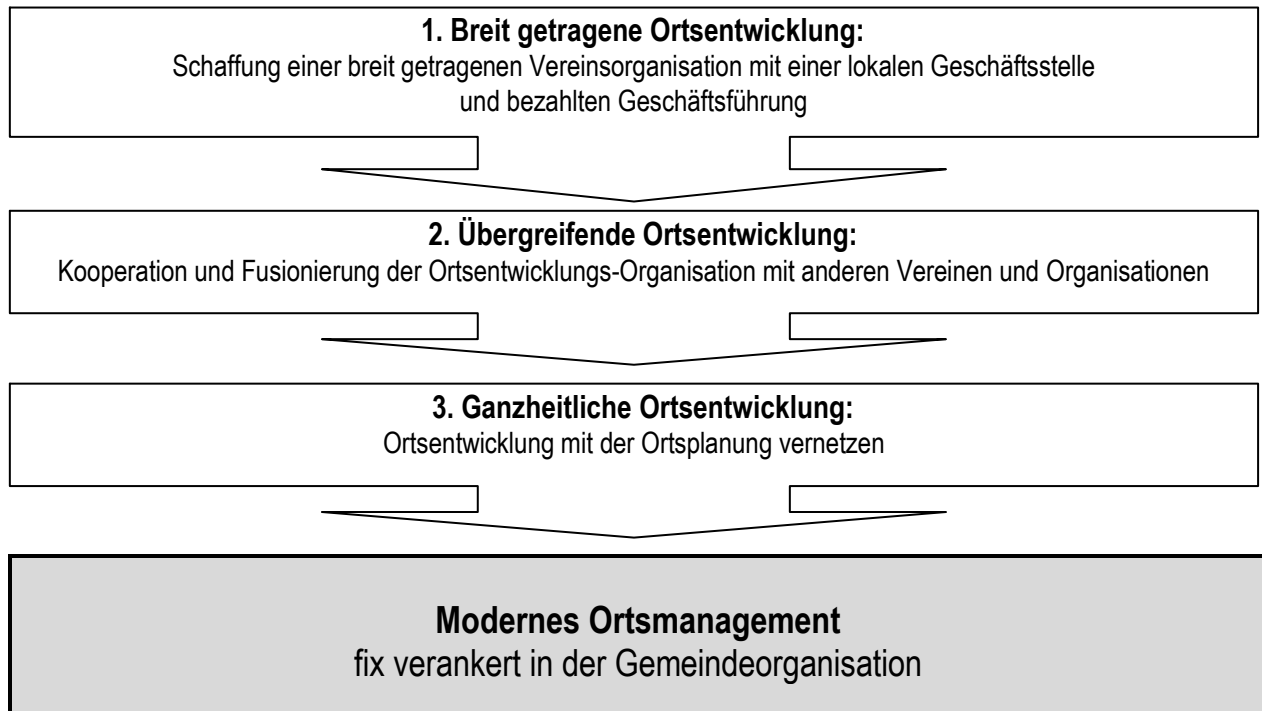 1. Breit getragene Ortsentwicklung:
Schaffung einer breit getragenen Vereinsorganisation mit einer lokalen Geschäftsstelle
und bezahlten Geschäftsführung
2. Übergreifende Ortsentwicklung:
Kooperation und Fusionierung der Ortsentwicklungs-Organisation mit anderen Vereinen und Organisationen
3. Ganzheitliche Ortsentwicklung:
Ortsentwicklung mit der Ortsplanung vernetzen
Modernes Ortsmanagement
fix verankert in der Gemeindeorganisation